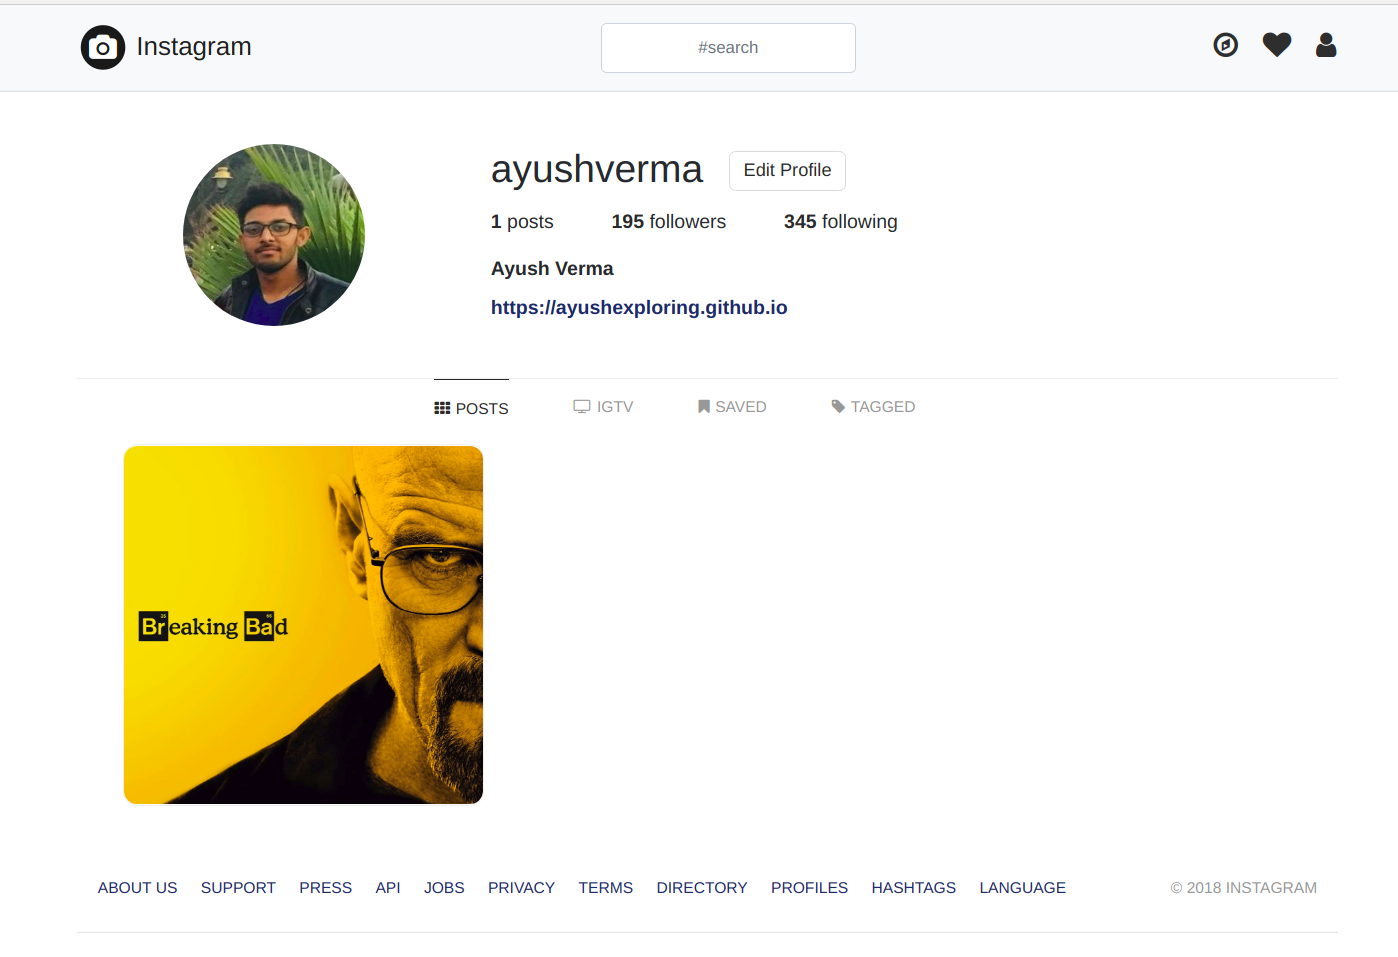 Instagram
#search
ayushverma
Edit Profile
1 posts 195 followers 345 following
Ayush Verma
https://ayushexploring.github.io
POSTS IGTV SAVED TAGGED
Breaking Bad
ABOUT US SUPPORT PRESS API JOBS PRIVACY TERMS DIRECTORY PROFILES HASHTAGS LANGUAGE © 2018 INSTAGRAM